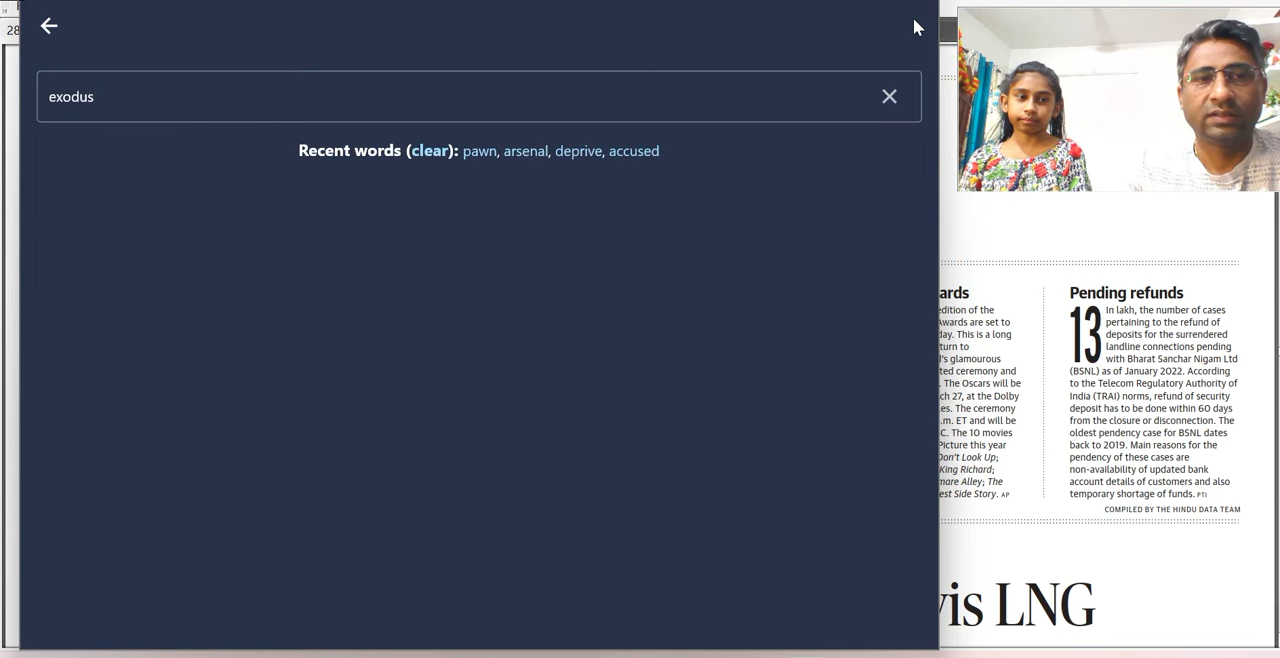 28
exodus
Recent words (clear): pawn, arsenal, deprive, accused
ards
edition of the
Awards are set to
day. This is a long
turn to
l's glamourous
ted ceremony and
. The Oscars will be
ch 27, at the Dolby
les. The ceremony
.m. ET and will be
C. The 10 movies
Picture this year
Don't Look Up;
King Richard;
mare Alley; The
est Side Story. AP
Pending refunds
13 In lakh, the number of cases
pertaining to the refund of
deposits for the surrendered
landline connections pending
with Bharat Sanchar Nigam Ltd
(BSNL) as of January 2022. According
to the Telecom Regulatory Authority of
India (TRAI) norms, refund of security
deposit has to be done within 60 days
from the closure or disconnection. The
oldest pendency case for BSNL dates
back to 2019. Main reasons for the
pendency of these cases are
non-availability of updated bank
account details of customers and also
temporary shortage of funds. PTI
COMPILED BY THE HINDU DATA TEAM
vis LNG